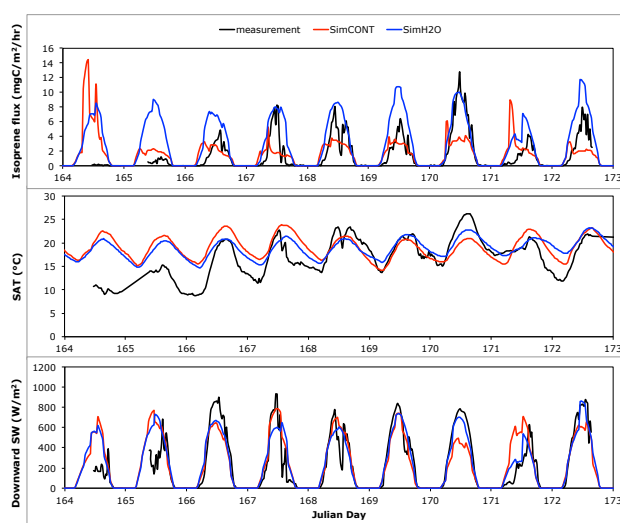 measurement SimCONT SimH2O
Isoprene flux (mgC/m²/hr)
16
14
12
10
8
6
4
2
0
164 165 166 167 168 169 170 171 172 173
SAT (°C)
30
25
20
15
10
5
0
164 165 166 167 168 169 170 171 172 173
Downward SW (W/m²)
1200
1000
800
600
400
200
0
164 165 166 167 168 169 170 171 172 173
Julian Day